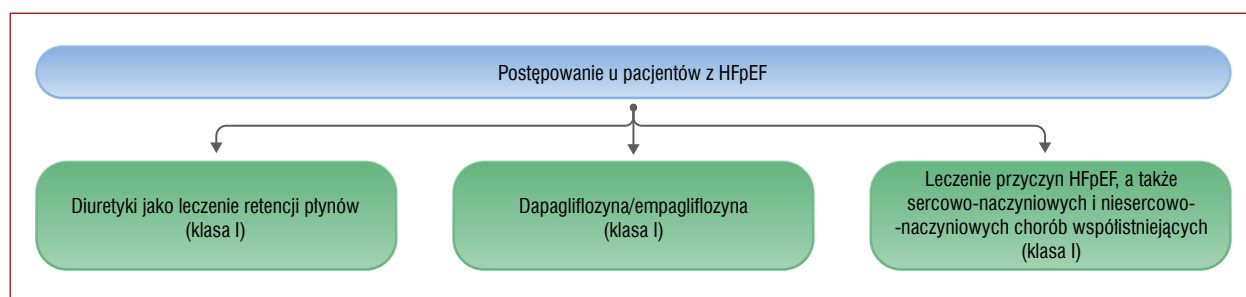 Postępowanie u pacjentów z HFpEF
Diuretyki jako leczenie retencji płynów
(klasa I)
Dapagliflozyna/empagliflozyna
(klasa I)
Leczenie przyczyn HFpEF, a także
sercowo-naczyniowych i niesercowo-
-naczyniowych chorób współistniejących
(klasa I)